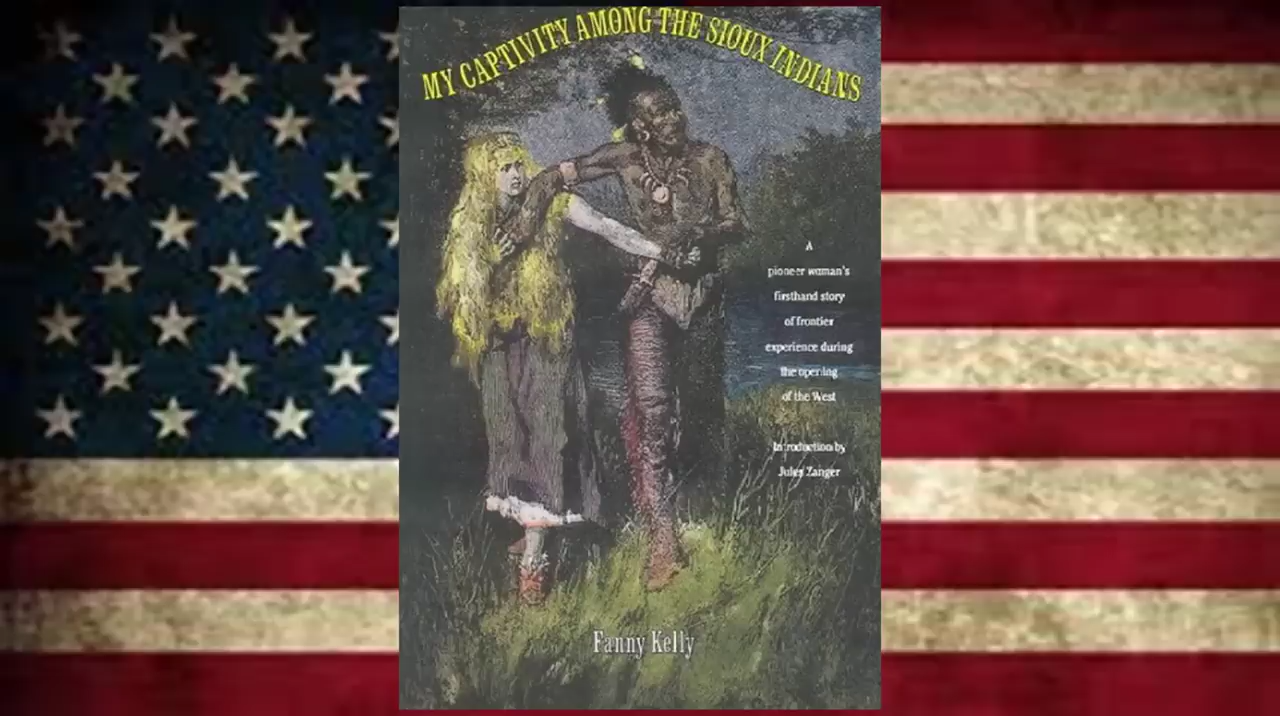 MY CAPTIVITY AMONG THE SIOUX INDIANS
A
pioneer woman's
firsthand story
of frontier
experience during
the opening
of the West
Introduction by
Jules Zanger
Fanny Kelly